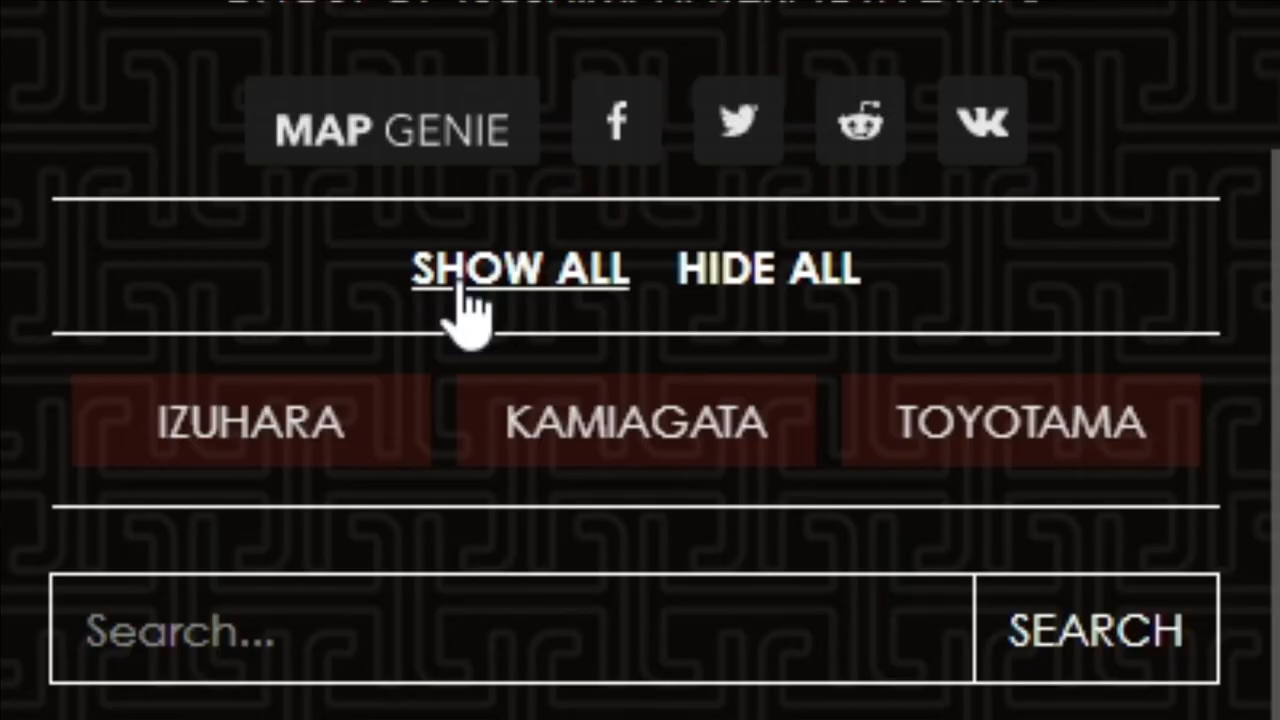 MAP GENIE
SHOW ALL HIDE ALL
IZUHARA KAMIAGATA TOYOTAMA
Search... SEARCH